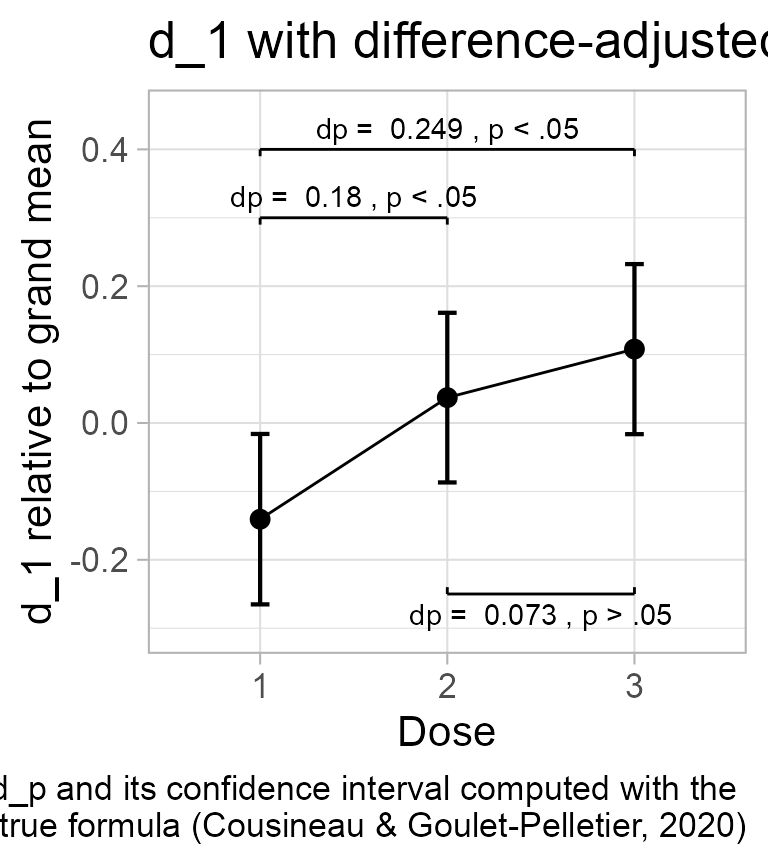 d_1 with difference-adjusted
dp = 0.249 , p < .05
dp = 0.18 , p < .05
dp = 0.073 , p > .05
0.4
0.2
0.0
-0.2
d_1 relative to grand mean
1 2 3
Dose
d_p and its confidence interval computed with the
true formula (Cousineau & Goulet-Pelletier, 2020)